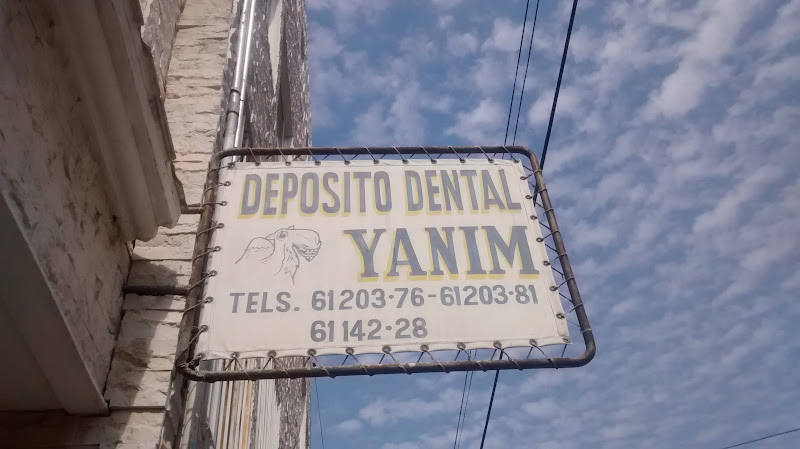 DEPOSITO DENTAL
YANIM
TELS. 61203·76-61203·81
61142·28